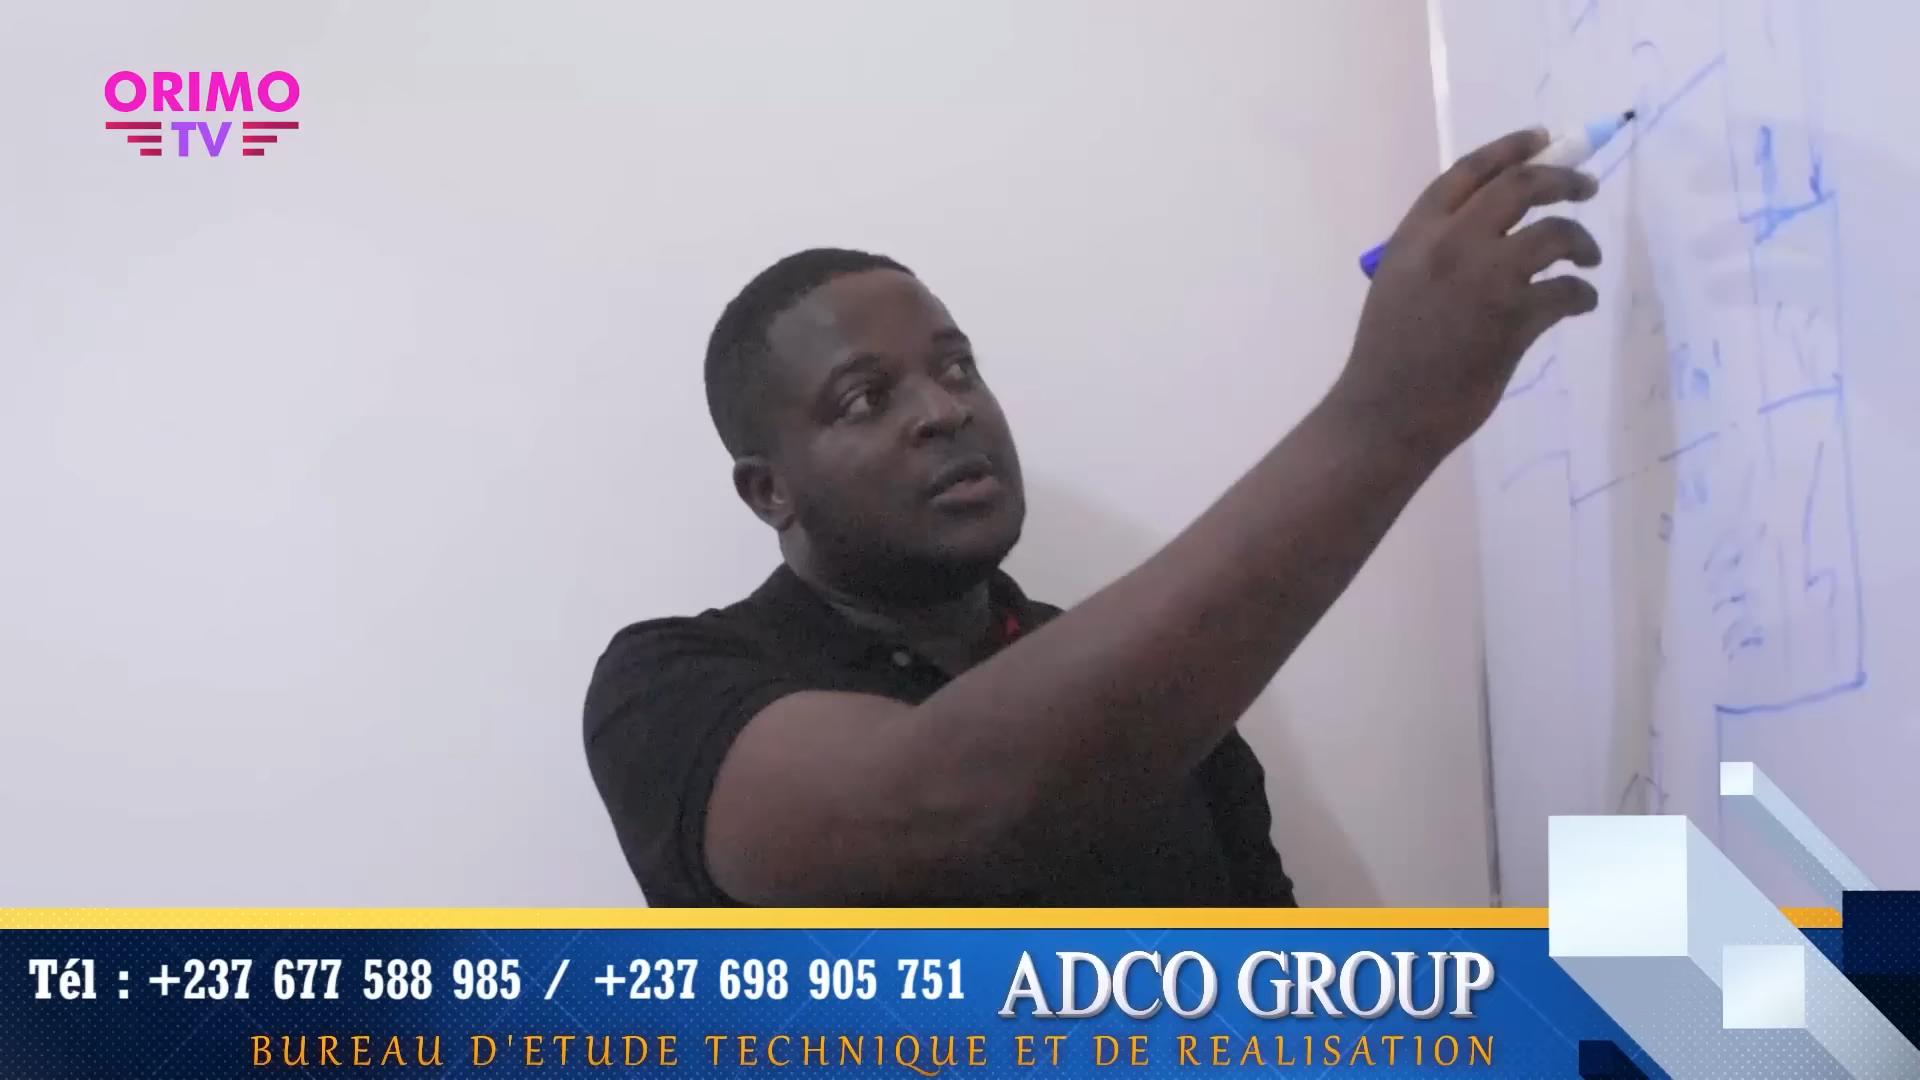 ORIMO
TV
Tél : +237 677 588 985 / +237 698 905 751
ADCO GROUP
BUREAU D'ETUDE TECHNIQUE ET DE REALISATION